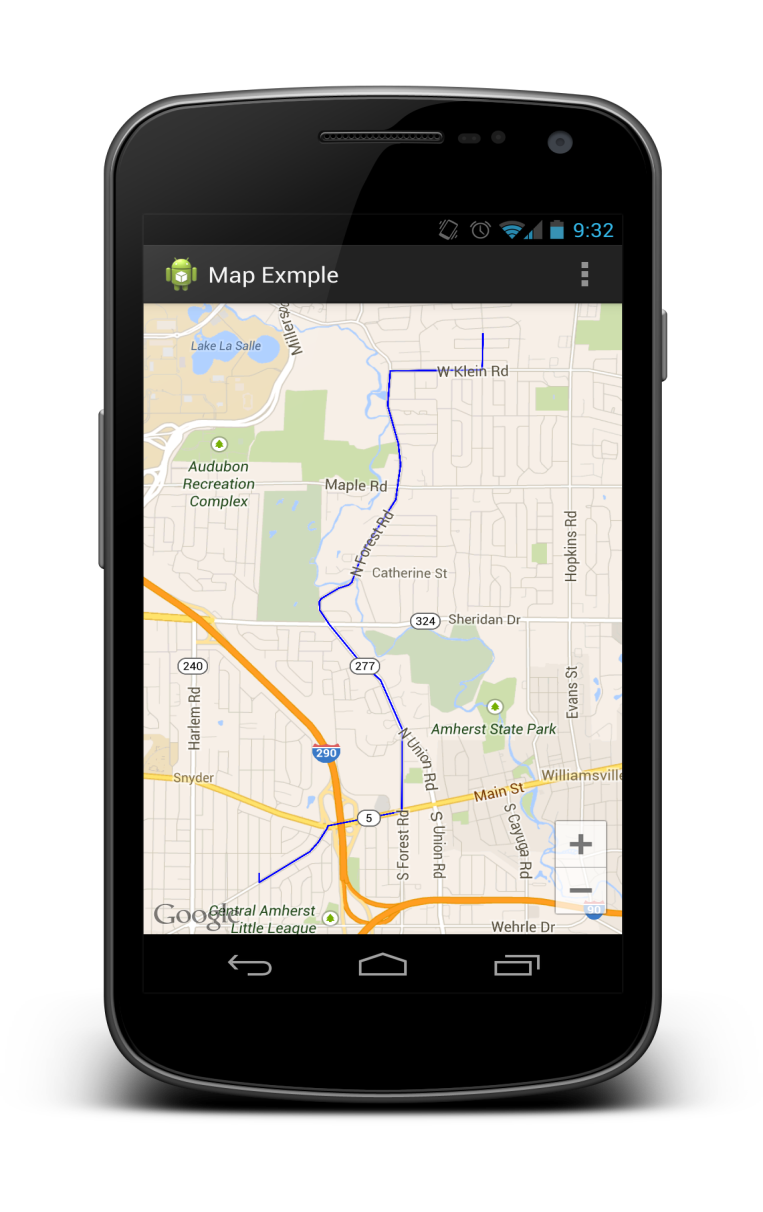 9:32
Map Exmple
Millers
Lake La Salle
W Klein Rd
Audubon
Recreation
Complex
Maple Rd
N Forest Rd
Hopkins Rd
Catherine St
324
Sheridan Dr
240
277
Harlem Rd
Evans St
Amherst State Park
N Union Rd
290
Snyder
Williamsville
Main St
5
S Forest Rd
S Union Rd
S Cayuga Rd
+
−
Google
Central Amherst
Little League
90
Wehrle Dr